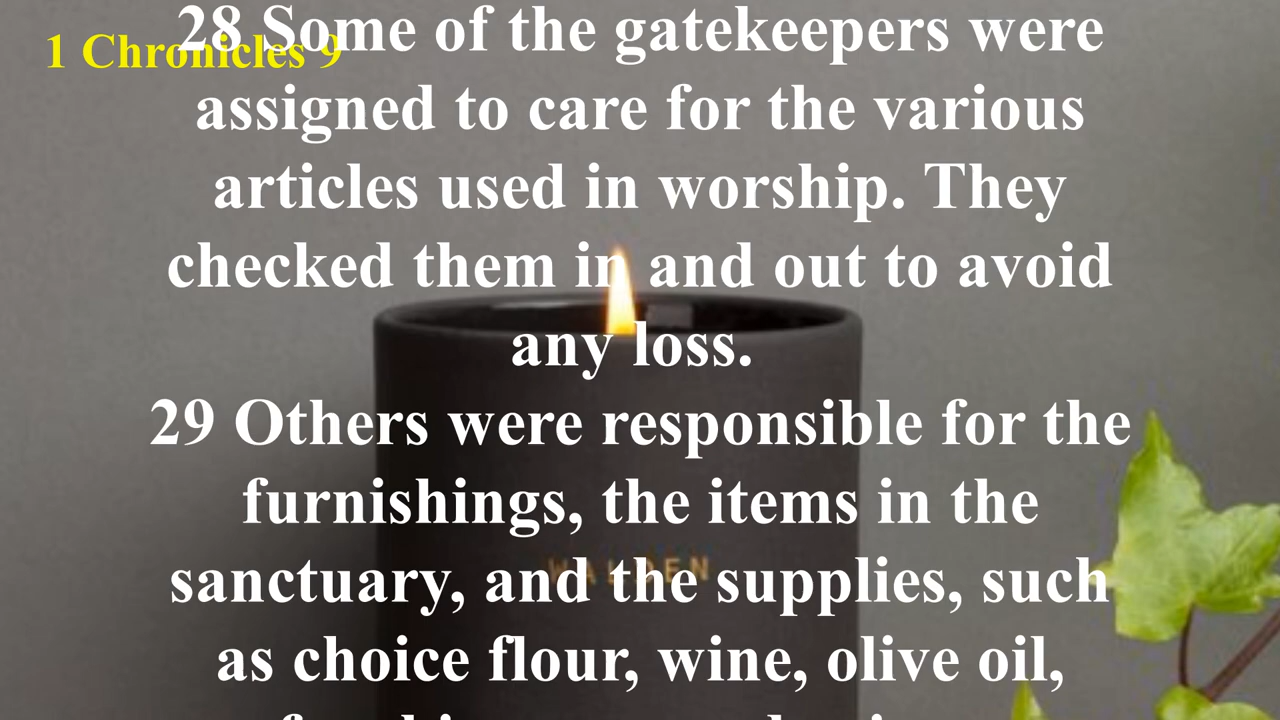 1 Chronicles 9
28 Some of the gatekeepers were
assigned to care for the various
articles used in worship. They
checked them in and out to avoid
any loss.
29 Others were responsible for the
furnishings, the items in the
sanctuary, and the supplies, such
as choice flour, wine, olive oil,